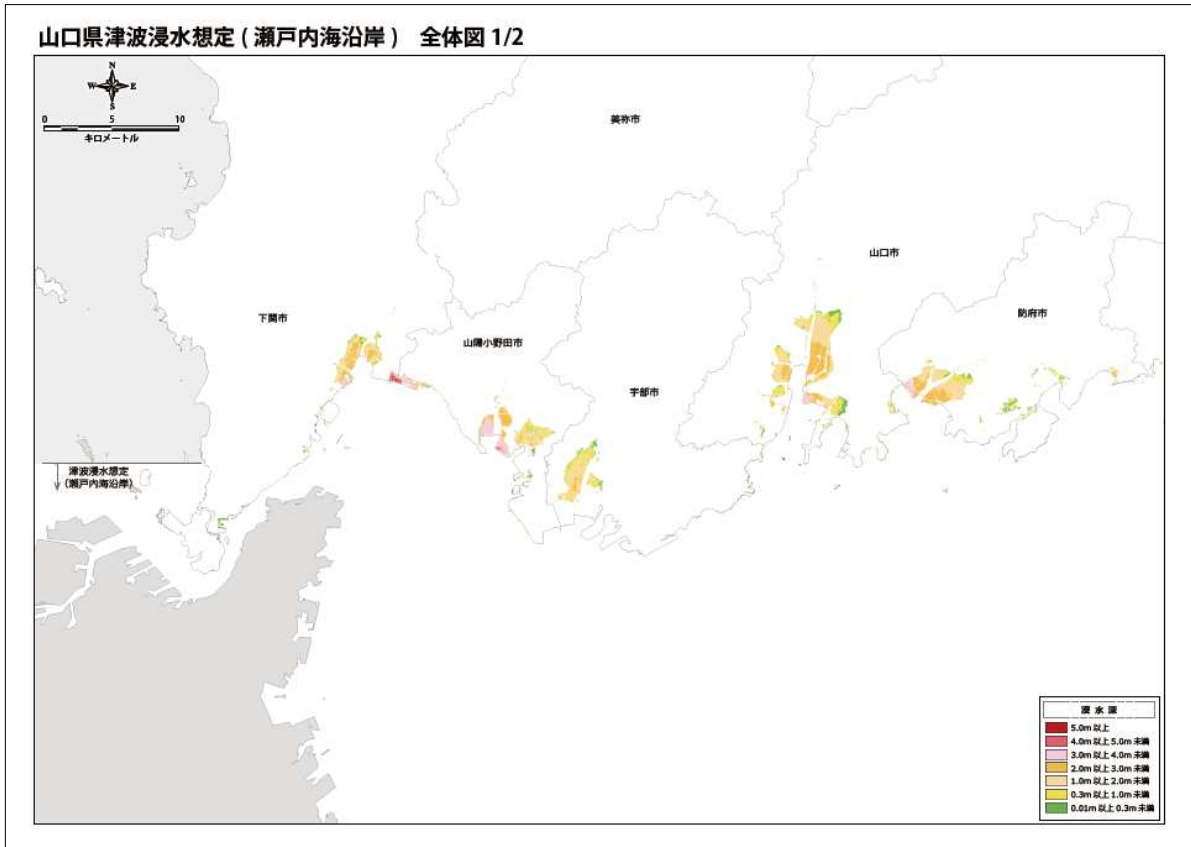 山口県津波浸水想定 ( 瀬戸内海沿岸 ) 全体図 1/2
N
W E
S
0 5 10
キロメートル
美祢市
山口市
防府市
下関市
山陽小野田市
宇部市
津波浸水想定
(瀬戸内海沿岸)
浸 水 深
5.0m 以上
4.0m 以上 5.0m 未満
3.0m 以上 4.0m 未満
2.0m 以上 3.0m 未満
1.0m 以上 2.0m 未満
0.3m 以上 1.0m 未満
0.01m 以上 0.3m 未満